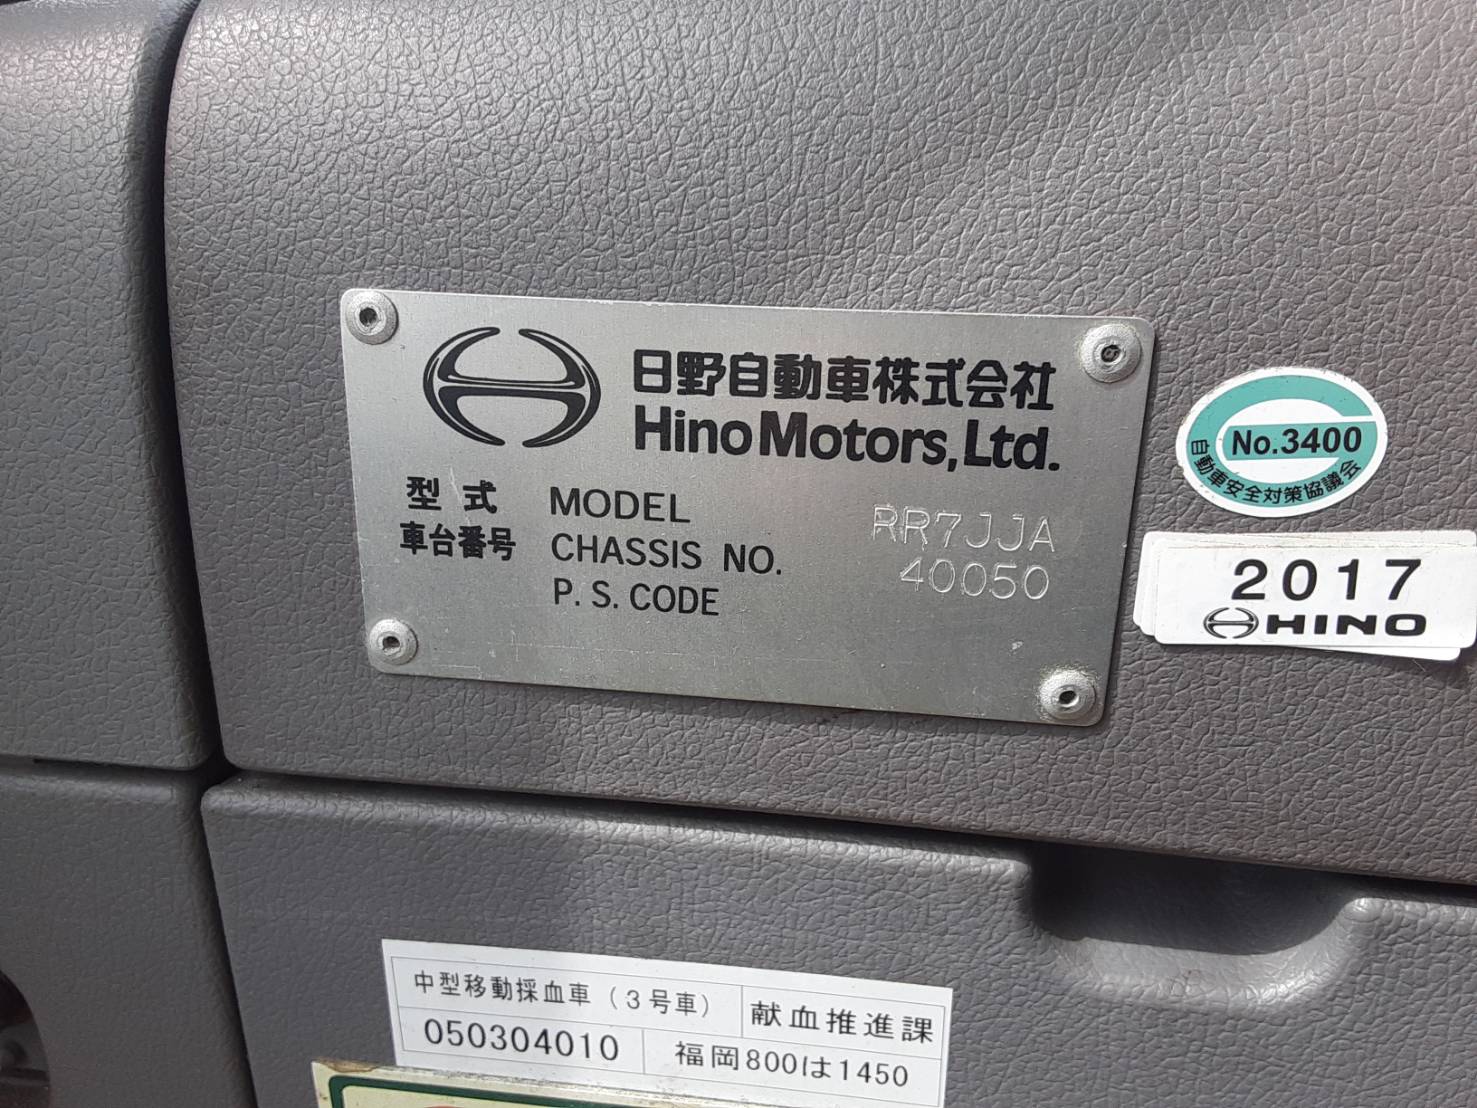 日野自動車株式会社
Hino Motors, Ltd.
型式 MODEL RR7JJA
車台番号 CHASSIS NO. 40050
P. S. CODE
No.3400
自動車安全対策協議会
2017
HINO
中型移動採血車(3号車) 献血推進課
050304010 福岡800は1450